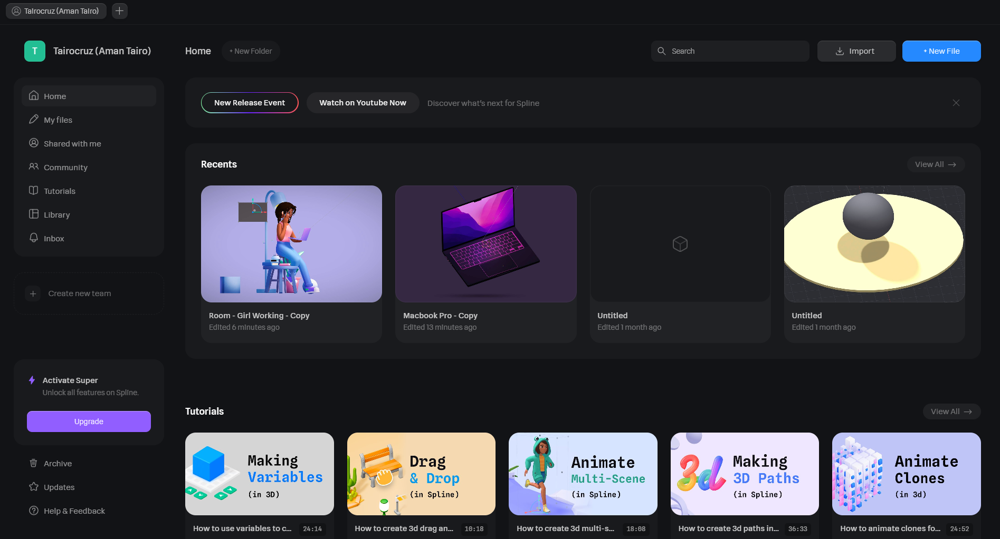 Tairocruz (Aman Tairo)
T
Tairocruz (Aman Tairo)
Home
+ New Folder
Search
Import
+ New File
Home
My files
Shared with me
Community
Tutorials
Library
Inbox
Create new team
Activate Super
Unlock all features on Spline.
Upgrade
Archive
Updates
Help & Feedback
New Release Event
Watch on Youtube Now
Discover what's next for Spline
Recents
View All →
Room - Girl Working - Copy
Edited 6 minutes ago
Macbook Pro - Copy
Edited 13 minutes ago
Untitled
Edited 1 month ago
Untitled
Edited 1 month ago
Tutorials
View All →
Making
Variables
(in 3D)
How to use variables to c...
24:14
Drag
& Drop
(in Spline)
How to create 3d drag an...
10:18
Animate
Multi-Scene
(in Spline)
How to create 3d multi-s...
18:08
3d
Making
3D Paths
(in Spline)
How to create 3d paths in...
36:33
Animate
Clones
(in 3d)
How to animate clones fo...
24:52